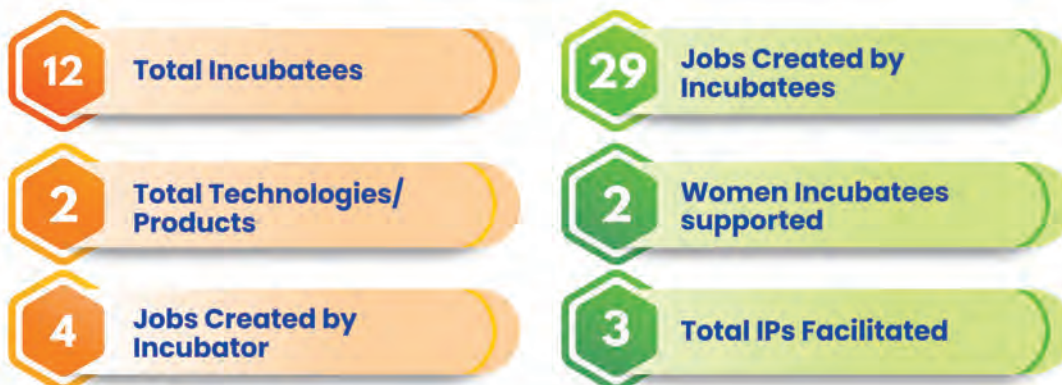 12
Total Incubatees
29
Jobs Created by
Incubatees
2
Total Technologies/
Products
2
Women Incubatees
supported
4
Jobs Created by
Incubator
3
Total IPs Facilitated